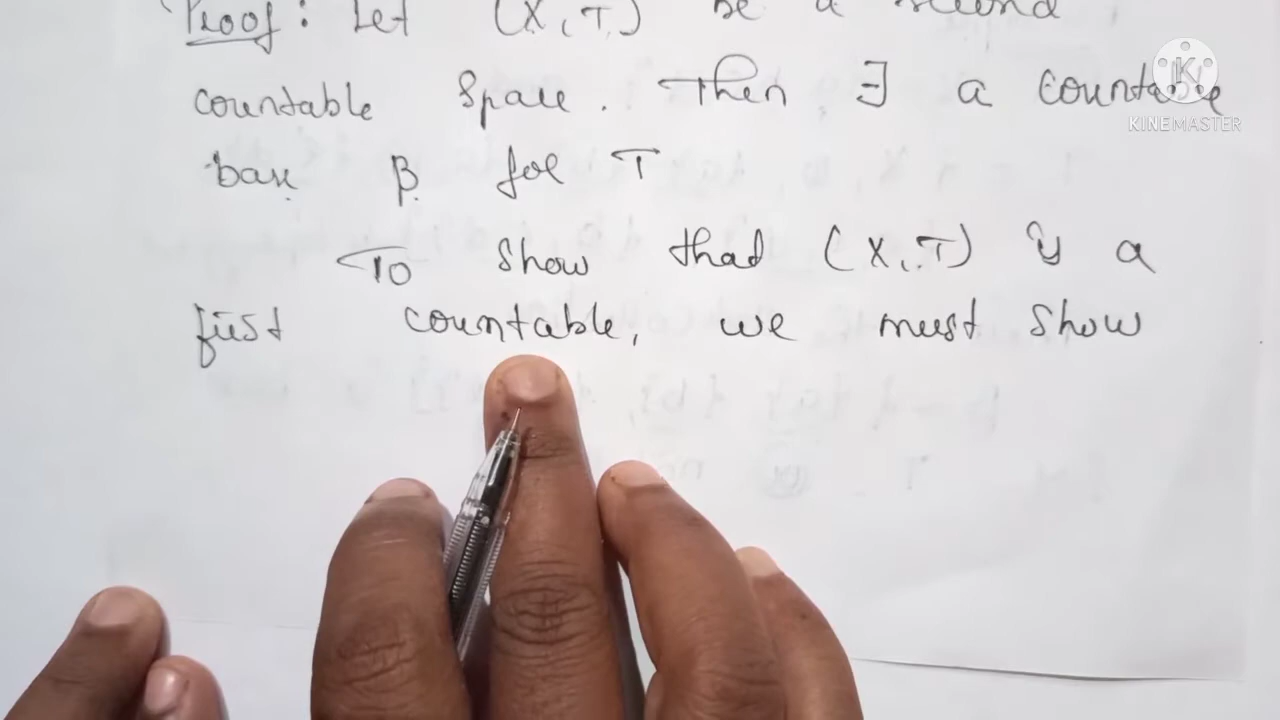 Proof: Let (X, T) be a second
countable space. Then ∃ a countable
base β for T
To show that (X, T) is a
first countable, we must show
KINEMASTER